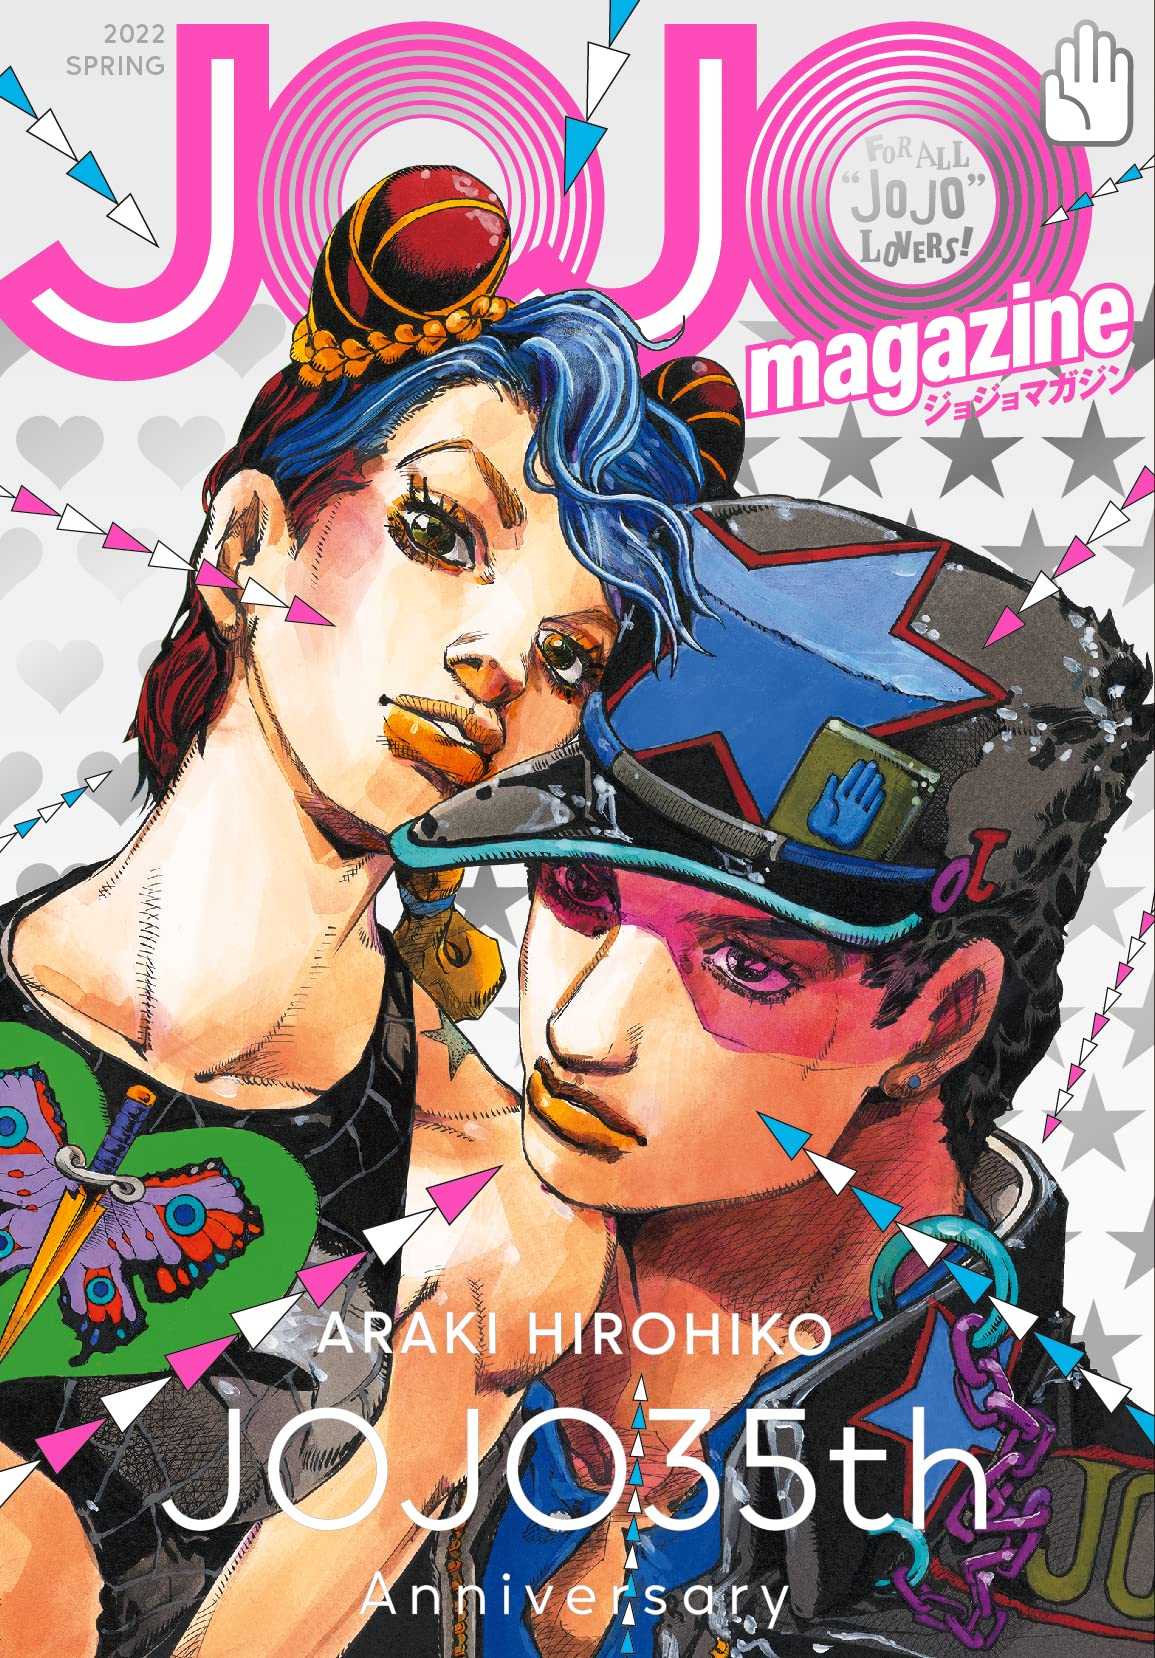 2022
SPRING
JOJO
FOR ALL
“JOJO”
LOVERS!
magazine
ジョジョマガジン
JO
ARAKI HIROHIKO
JOJO35th
Anniversary
JO